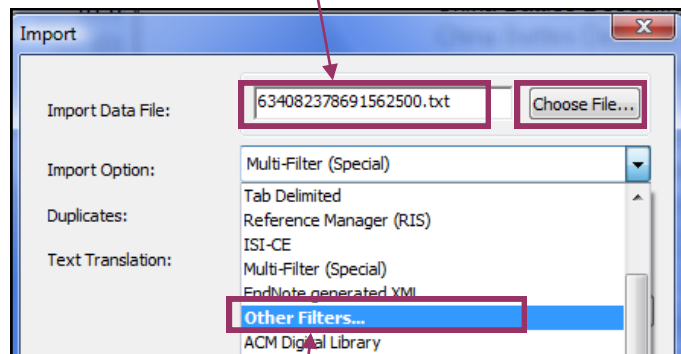 Import
Import Data File:
634082378691562500.txt
Choose File...
Import Option:
Multi-Filter (Special)
Tab Delimited
Duplicates:
Reference Manager (RIS)
ISI-CE
Text Translation:
Multi-Filter (Special)
EndNote generated XML
Other Filters...
ACM Digital Library